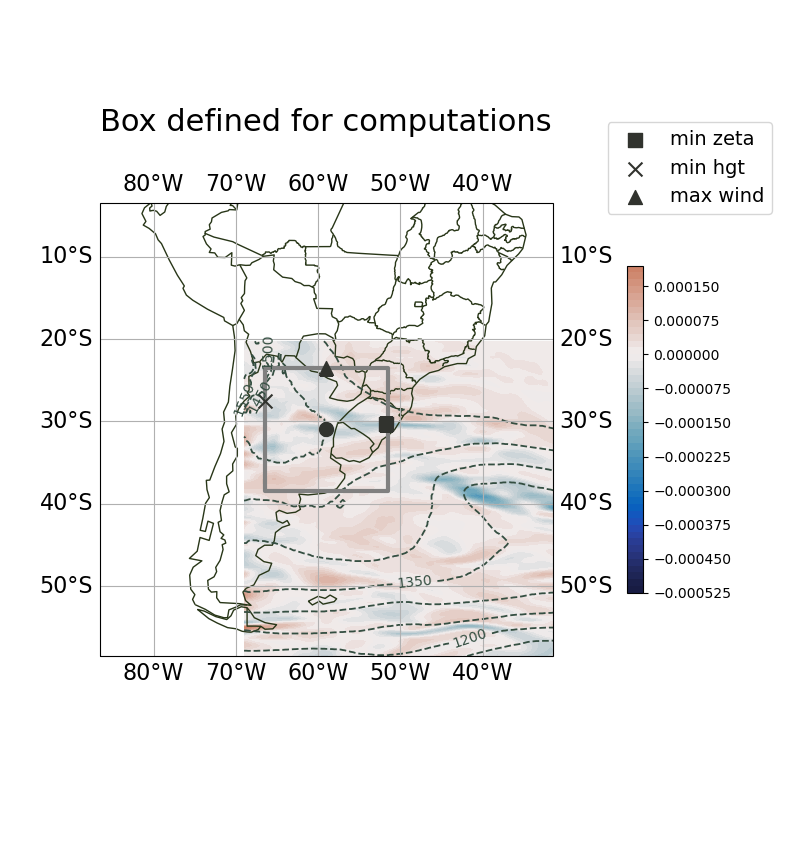 Box defined for computations
min zeta
min hgt
max wind
80°W 70°W 60°W 50°W 40°W
10°S 10°S
20°S 20°S
30°S 30°S
40°S 40°S
50°S 50°S
1350
1200
80°W 70°W 60°W 50°W 40°W
0.000150
0.000075
0.000000
−0.000075
−0.000150
−0.000225
−0.000300
−0.000375
−0.000450
−0.000525